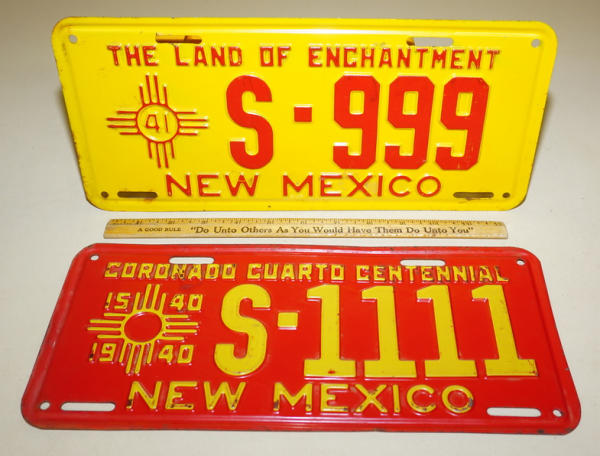 THE LAND OF ENCHANTMENT
41 S-999
NEW MEXICO
A GOOD RULE "Do Unto Others As You Would Have Them Do Unto You"
CORONADO CUARTO CENTENNIAL
15 40
S-1111
19 40
NEW MEXICO